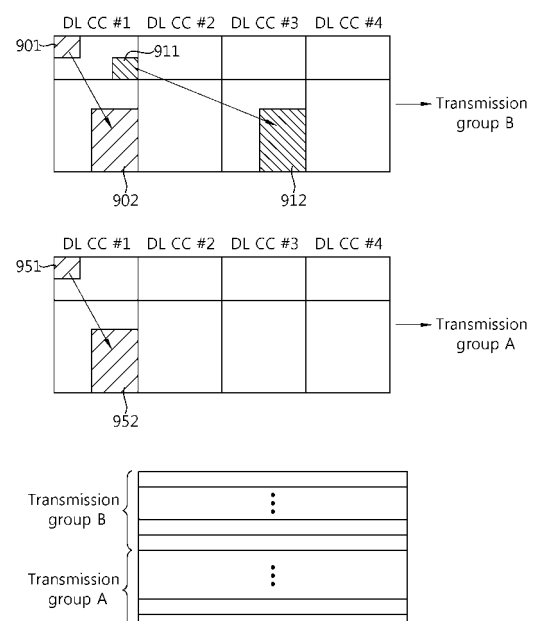 DL CC #1 DL CC #2 DL CC #3 DL CC #4
901
911
Transmission
group B
902
912
DL CC #1 DL CC #2 DL CC #3 DL CC #4
951
Transmission
group A
952
Transmission
group B
Transmission
group A